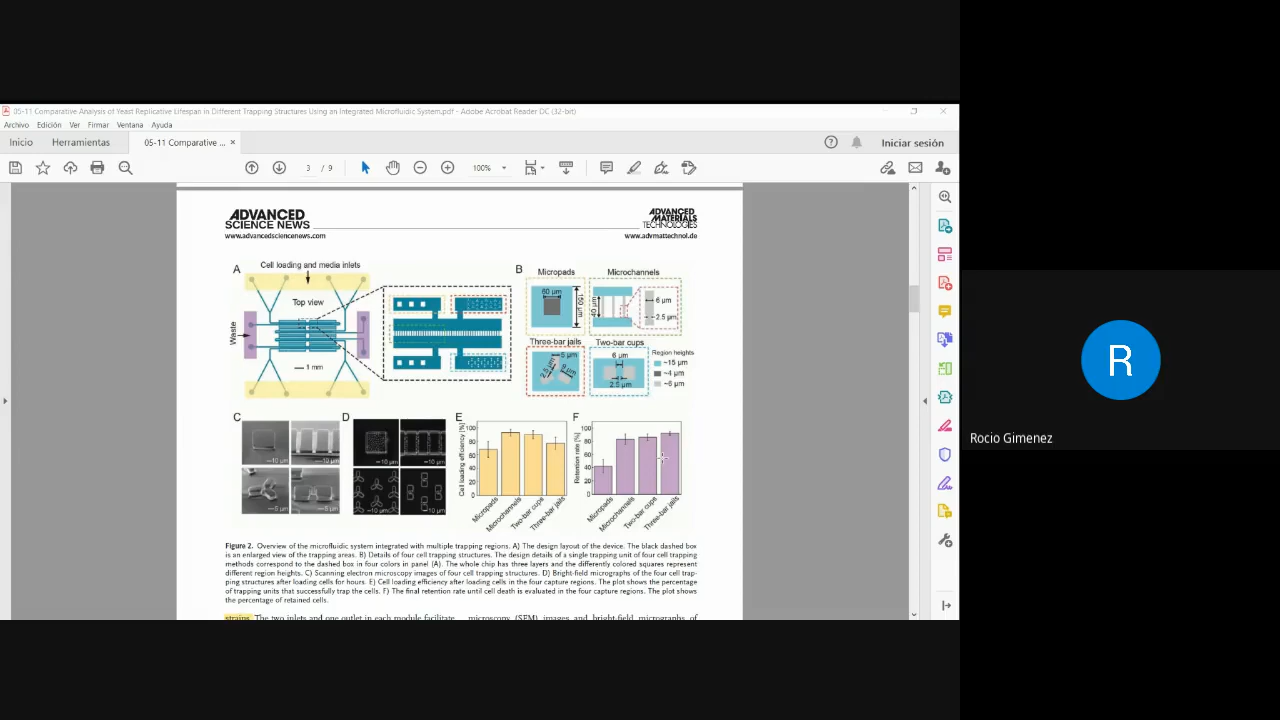 05-11 Comparative Analysis of Yeast Replicative Lifespan in Different Trapping Structures Using an Integrated Microfluidic System.pdf - Adobe Acrobat Reader DC (32-bit)
Archivo Edición Ver Firmar Ventana Ayuda
Inicio Herramientas 05-11 Comparative ... × Iniciar sesión
3 / 9 100%
ADVANCED
SCIENCE NEWS
www.advancedsciencenews.com
ADVANCED
MATERIALS
TECHNOLOGIES
www.advmattechnol.de
A
Cell loading and media inlets
Top view
Waste
1 mm
B
Micropads
Microchannels
60 μm
150 μm
6 μm
2.5 μm
Three-bar jails
Two-bar cups
5 μm
6 μm
2.5 μm
Region heights
~15 μm
~4 μm
~6 μm
C
10 μm
10 μm
5 μm
5 μm
D
10 μm
10 μm
10 μm
10 μm
E
Cell loading efficiency [%]
100
80
60
40
20
0
Micropads
Microchannels
Two-bar cups
Three-bar jails
F
Retention rate [%]
100
80
60
40
20
0
Micropads
Microchannels
Two-bar cups
Three-bar jails
Figure 2. Overview of the microfluidic system integrated with multiple trapping regions. A) The design layout of the device. The black dashed box
is an enlarged view of the trapping areas. B) Details of four cell trapping structures. The design details of a single trapping unit of four cell trapping
methods correspond to the dashed box in four colors in panel (A). The whole chip has three layers and the differently colored squares represent
different region heights. C) Scanning electron microscopy images of four cell trapping structures. D) Bright-field micrographs of the four cell trap-
ping structures after loading cells for hours. E) Cell loading efficiency after loading cells in the four capture regions. The plot shows the percentage
of trapping units that successfully trap the cells. F) The final retention rate until cell death is evaluated in the four capture regions. The plot shows
the percentage of retained cells.
strains. The two inlets and one outlet in each module facilitate
microscopy (SEM) images and bright-field micrographs of
R
Rocio Gimenez